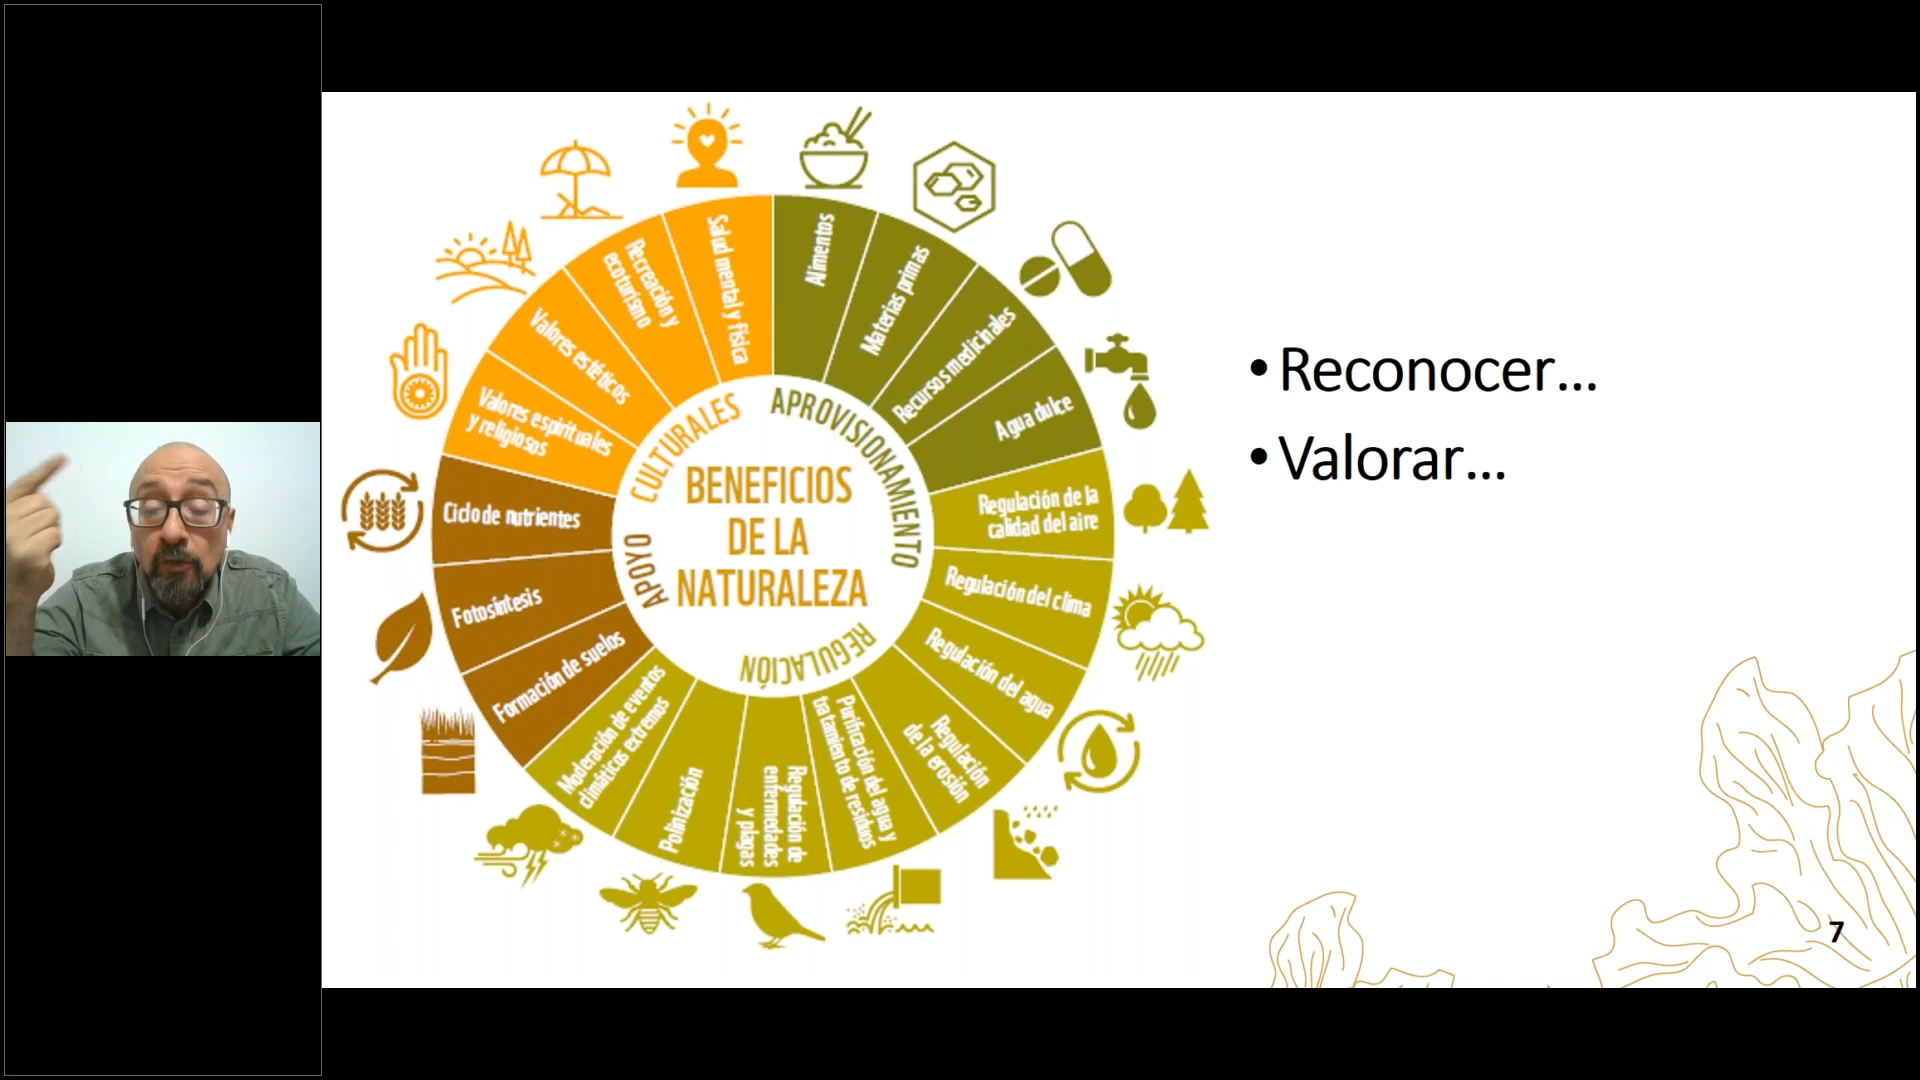 BENEFICIOS
DE LA
NATURALEZA
APROVISIONAMIENTO
Alimentos
Materias primas
Recursos medicinales
Agua dulce
REGULACIÓN
Regulación de la
calidad del aire
Regulación del clima
Regulación del agua
Regulación
de la erosión
Purificación del agua y
tratamiento de residuos
Regulación de
enfermedades
y plagas
Polinización
Moderación de eventos
climáticos extremos
APOYO
Formación de suelos
Fotosíntesis
Ciclo de nutrientes
CULTURALES
Valores espirituales
y religiosos
Valores estéticos
Recreación y
ecoturismo
Salud mental y física
• Reconocer...
• Valorar...
7